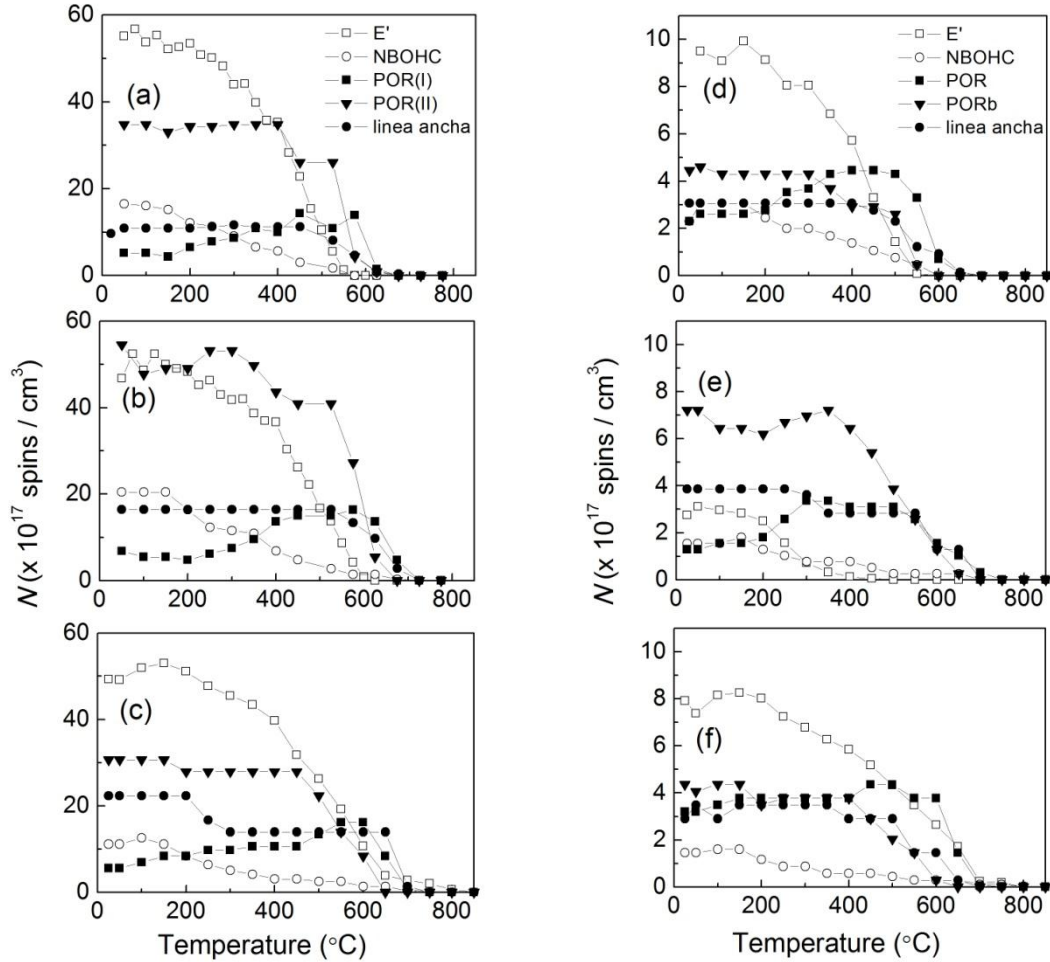 60
40
20
0
(a)
E'
NBOHC
POR(I)
POR(II)
linea ancha
0 200 400 600 800
10
8
6
4
2
0
(d)
E'
NBOHC
POR
PORb
linea ancha
0 200 400 600 800
N (x 10^17 spins / cm^3)
60
40
20
0
(b)
0 200 400 600 800
N (x 10^17 spins / cm^3)
10
8
6
4
2
0
(e)
0 200 400 600 800
60
40
20
0
(c)
0 200 400 600 800
Temperature (°C)
10
8
6
4
2
0
(f)
0 200 400 600 800
Temperature (°C)